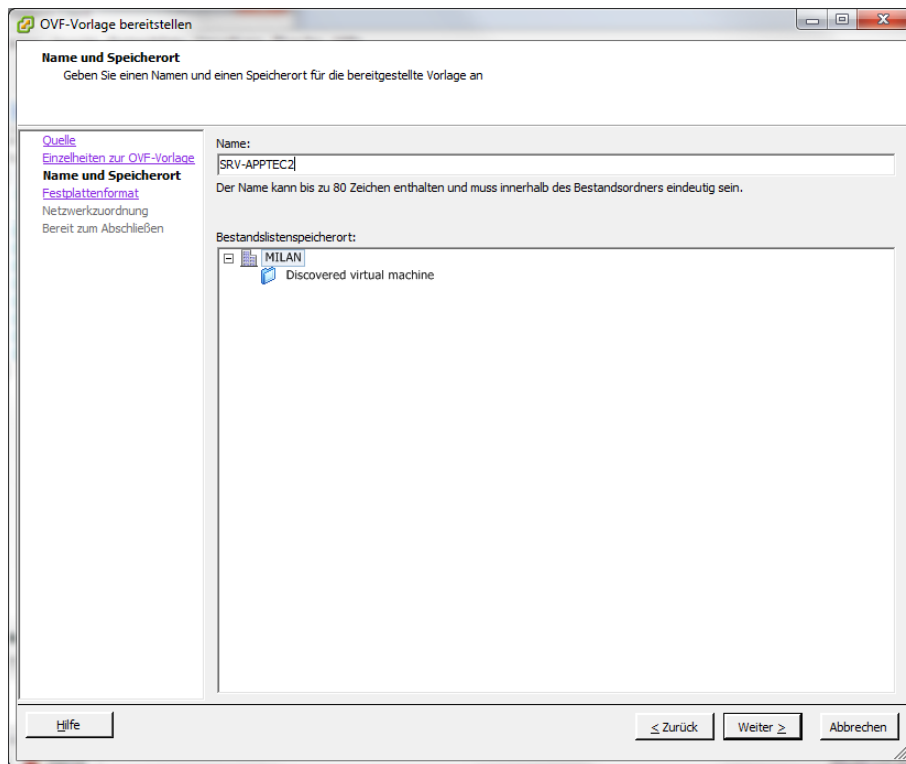 OVF-Vorlage bereitstellen
Name und Speicherort
Geben Sie einen Namen und einen Speicherort für die bereitgestellte Vorlage an
Quelle
Einzelheiten zur OVF-Vorlage
Name und Speicherort
Festplattenformat
Netzwerkzuordnung
Bereit zum Abschließen
Name:
SRV-APPTEC2
Der Name kann bis zu 80 Zeichen enthalten und muss innerhalb des Bestandsordners eindeutig sein.
Bestandslistenspeicherort:
MILAN
Discovered virtual machine
Hilfe
< Zurück
Weiter >
Abbrechen